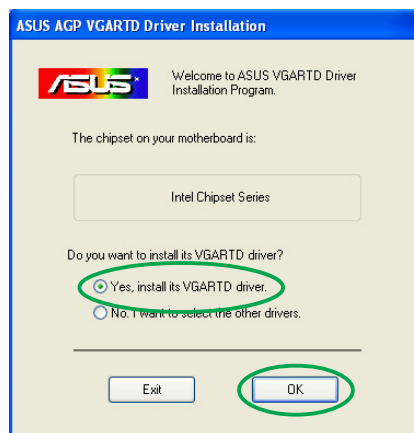 ASUS AGP VGARTD Driver Installation
ASUS
Welcome to ASUS VGARTD Driver
Installation Program.
The chipset on your motherboard is:
Intel Chipset Series
Do you want to install its VGARTD driver?
Yes, install its VGARTD driver.
No. I want to select the other drivers.
Exit
OK